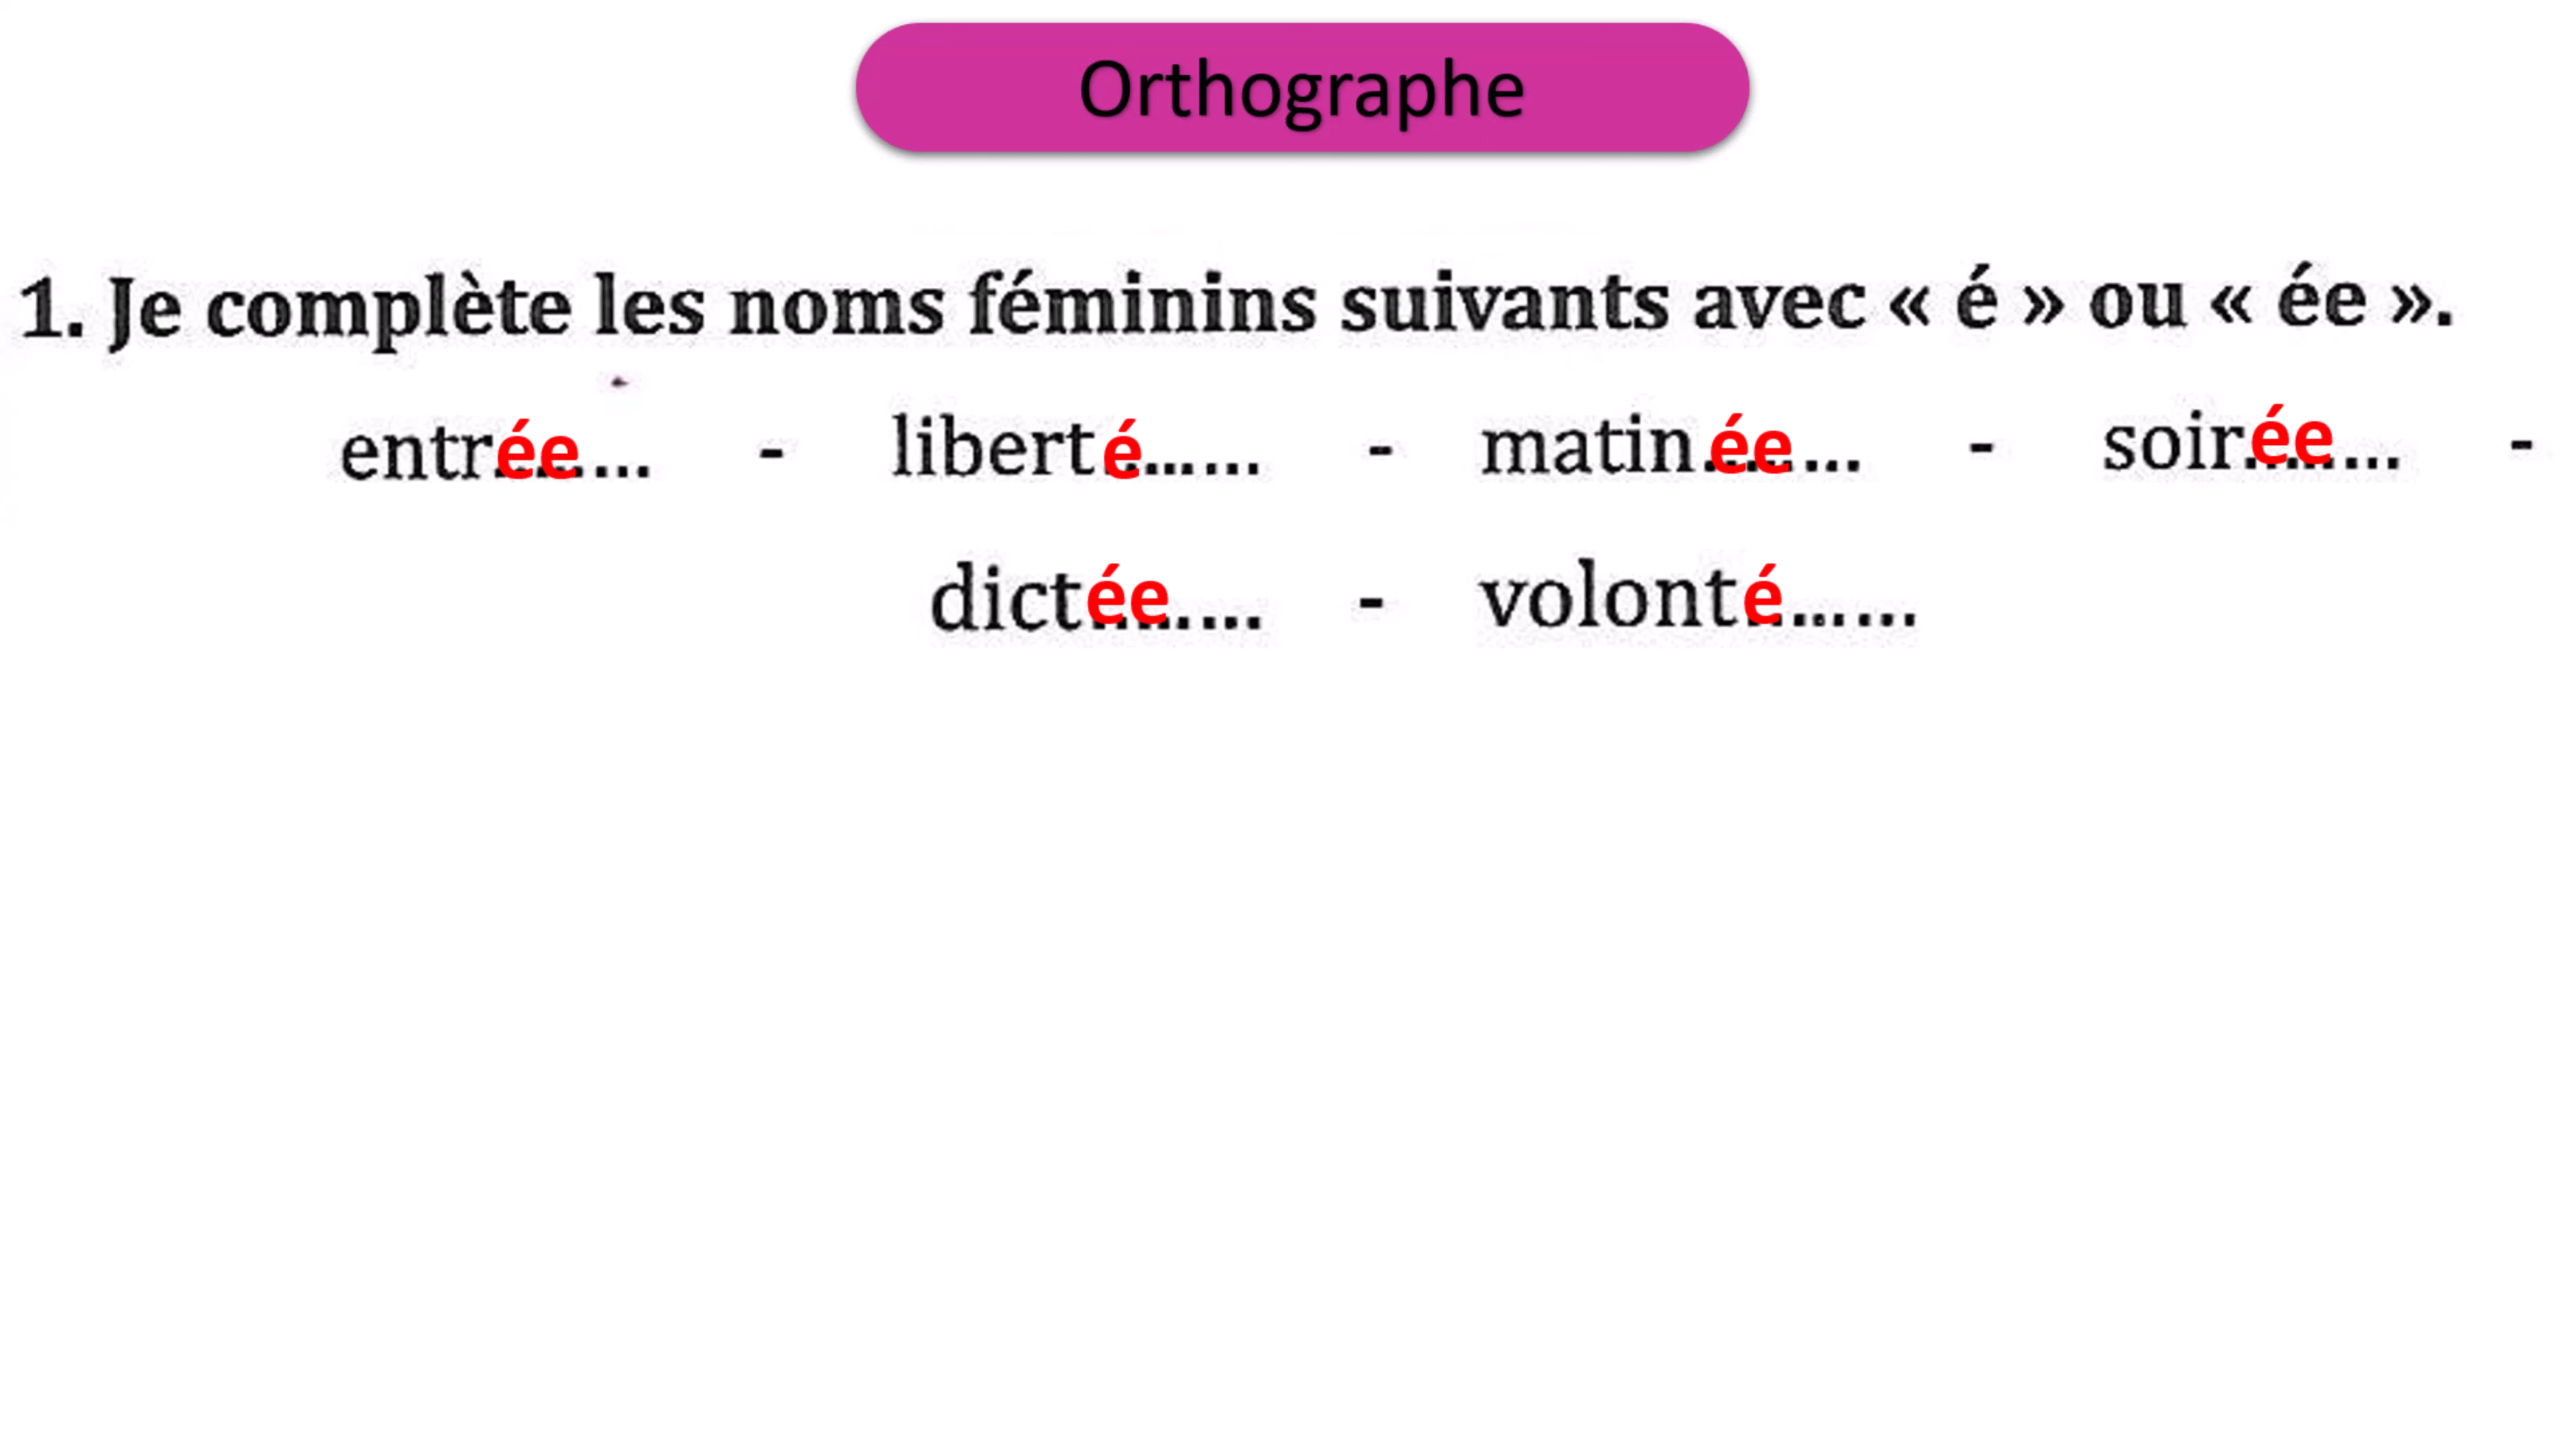 Orthographe
1. Je complète les noms féminins suivants avec « é » ou « ée ».
entrée...... - liberté....... - matinée...... - soirée...... -
dictée...... - volonté.......